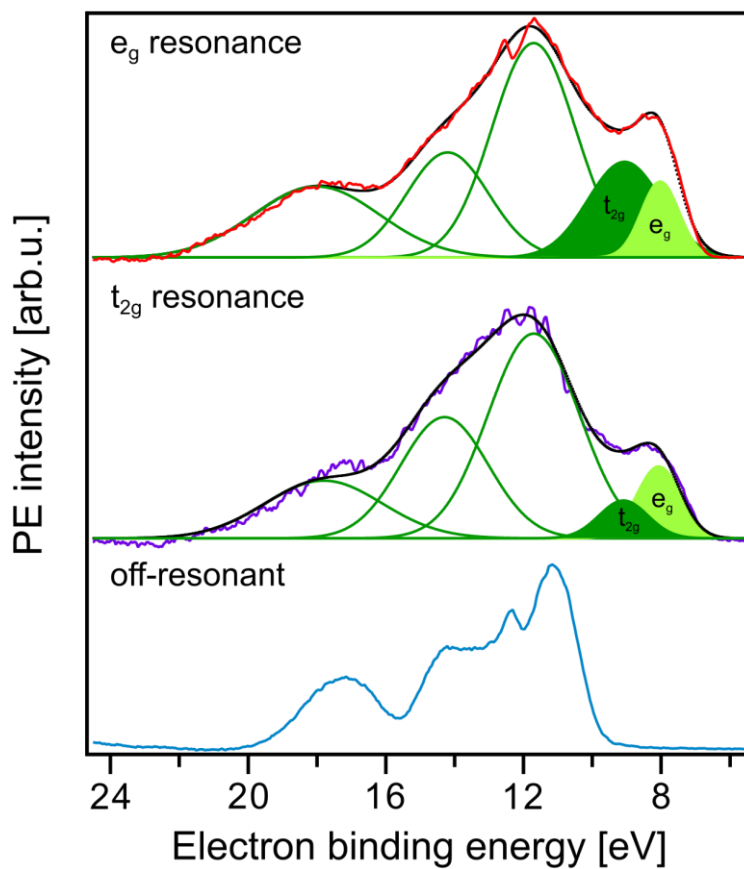 e_g resonance
t_2g
e_g
t_2g resonance
t_2g
e_g
off-resonant
PE intensity [arb.u.]
24 20 16 12 8
Electron binding energy [eV]